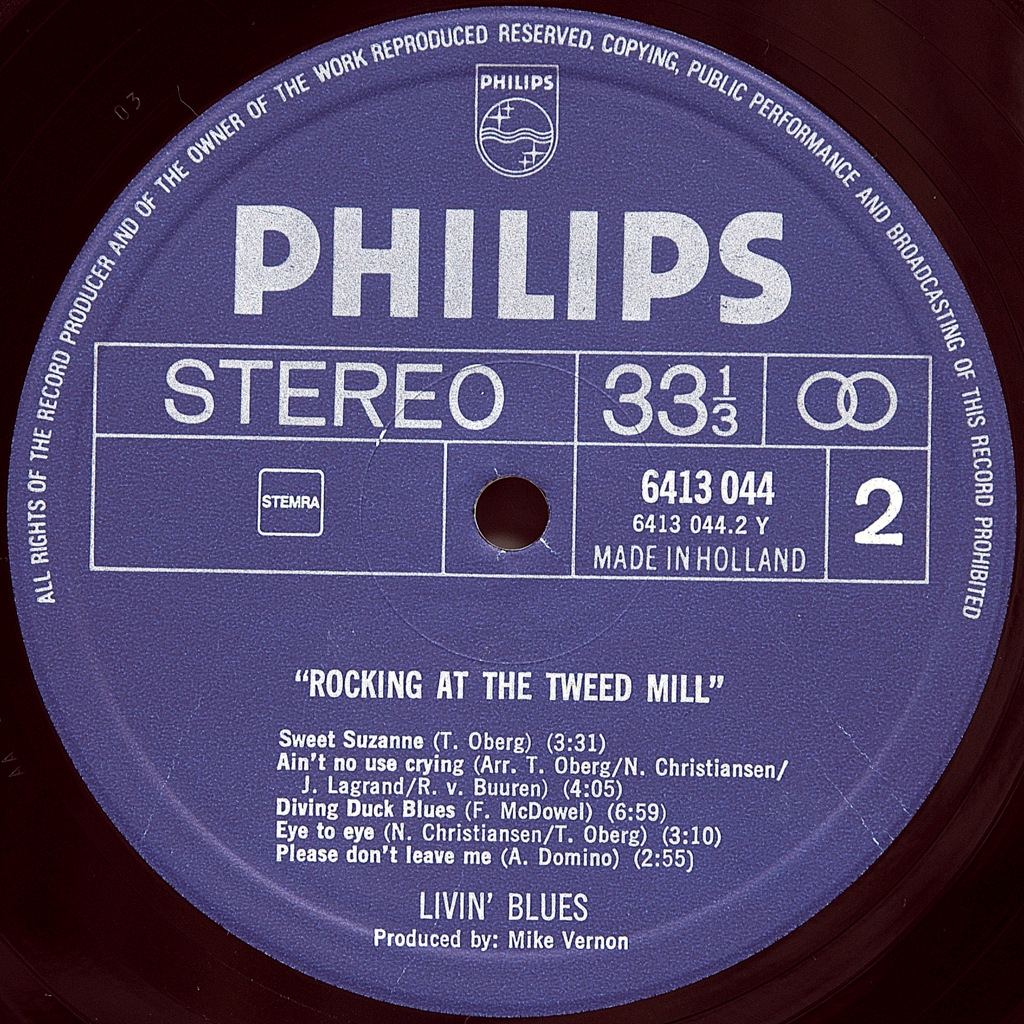 ALL RIGHTS OF THE RECORD PRODUCER AND OF THE OWNER OF THE WORK REPRODUCED RESERVED. COPYING, PUBLIC PERFORMANCE AND BROADCASTING OF THIS RECORD PROHIBITED
PHILIPS
PHILIPS
STEREO 33⅓
STEMRA
6413 044
6413 044.2 Y
MADE IN HOLLAND
2
“ROCKING AT THE TWEED MILL”
Sweet Suzanne (T. Oberg) (3:31)
Ain't no use crying (Arr. T. Oberg/N. Christiansen/
J. Lagrand/R. v. Buuren) (4:05)
Diving Duck Blues (F. McDowel) (6:59)
Eye to eye (N. Christiansen/T. Oberg) (3:10)
Please don't leave me (A. Domino) (2:55)
LIVIN' BLUES
Produced by: Mike Vernon